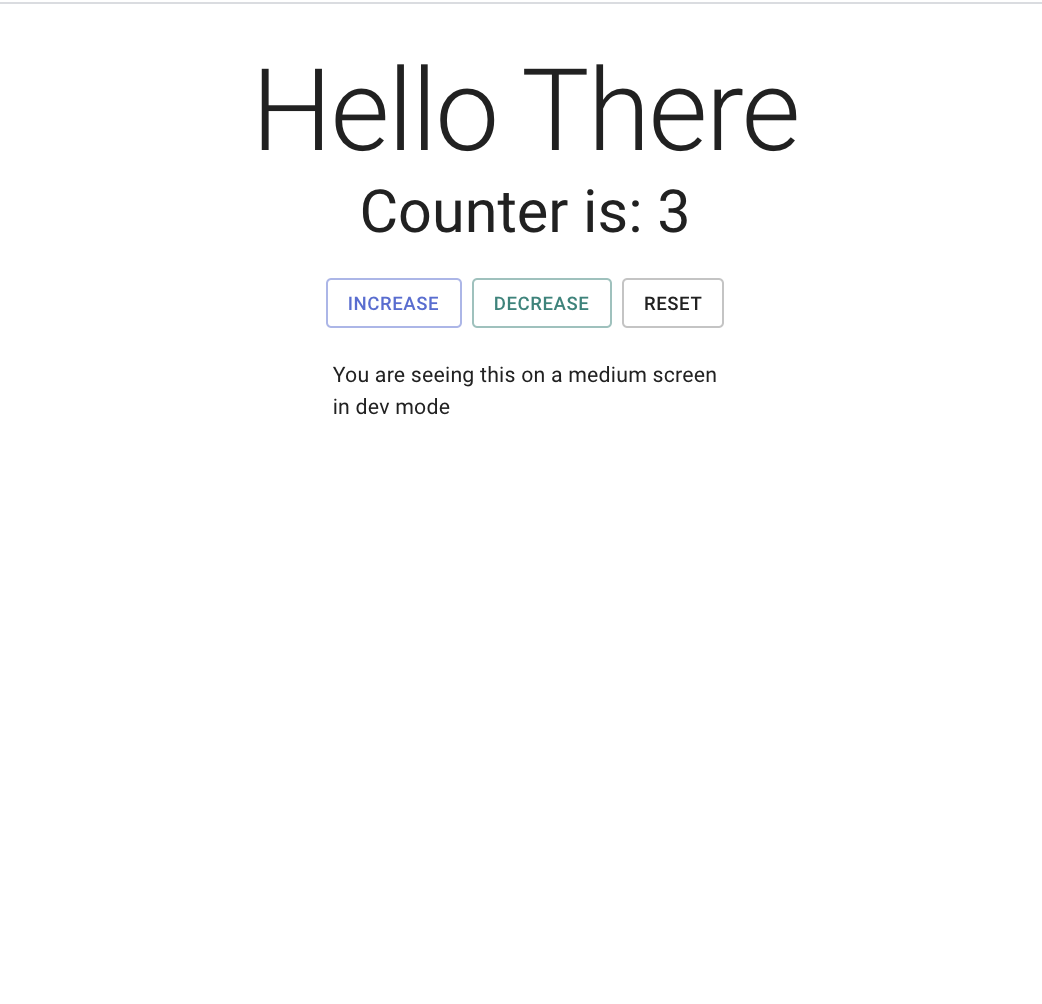 Hello There
Counter is: 3
INCREASE DECREASE RESET
You are seeing this on a medium screen
in dev mode